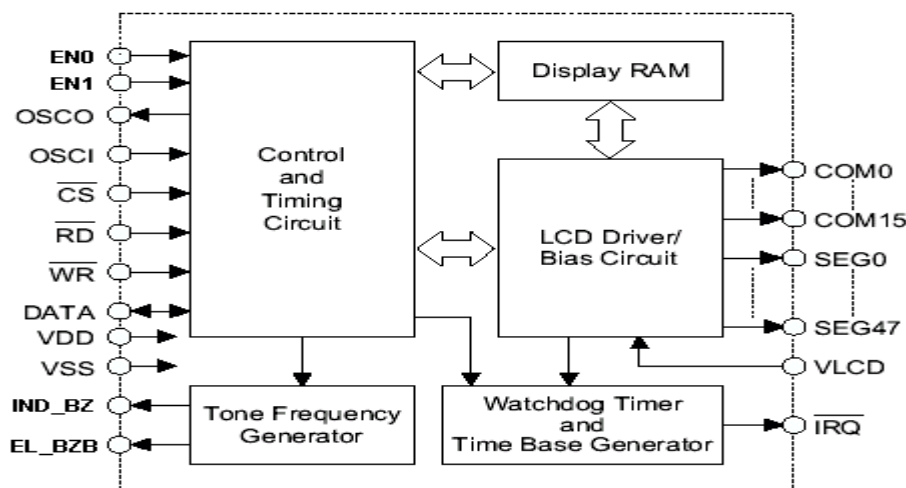 EN0
EN1
OSCO
OSCI
CS
RD
WR
DATA
VDD
VSS
IND_BZ
EL_BZB
Control
and
Timing
Circuit
Display RAM
LCD Driver/
Bias Circuit
Tone Frequency
Generator
Watchdog Timer
and
Time Base Generator
COM0
COM15
SEG0
SEG47
VLCD
IRQ